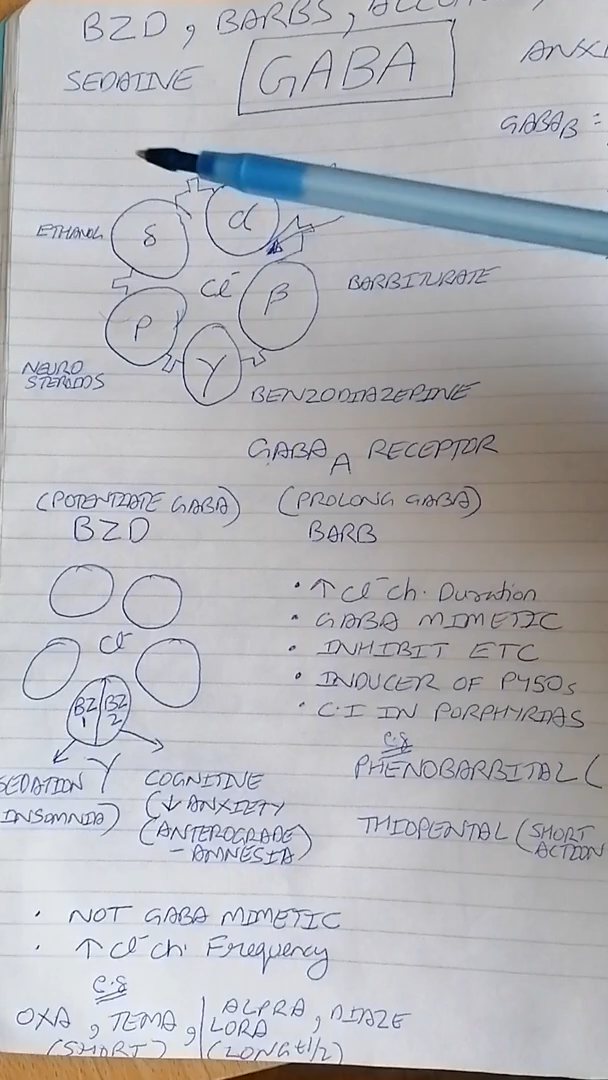 BZD, BARBS,
SEDATIVE GABA ANXI
GABA_B =
ETHANOL δ α
Cl⁻ β BARBITURATE
ρ
γ
NEURO
STEROIDS
BENZODIAZEPINE
GABA_A RECEPTOR
(POTENTIATE GABA) (PROLONG GABA)
BZD BARB
Cl⁻
BZ1 BZ2
• ↑ Cl⁻ ch. Duration
• GABA MIMETIC
• INHIBIT ETC
• INDUCER OF P450s
• C.I IN PORPHYRIAS
e.g
PHENOBARBITAL (
THIOPENTAL (SHORT
ACTION
SEDATION γ COGNITIVE
INSOMNIA) (↓ ANXIETY
(ANTEROGRADE)
- AMNESIA)
• NOT GABA MIMETIC
• ↑ Cl⁻ ch. Frequency
e.g
OXA, TEMA, | ALPRA, DIAZE
LORA
(SHORT) (LONG t1/2)